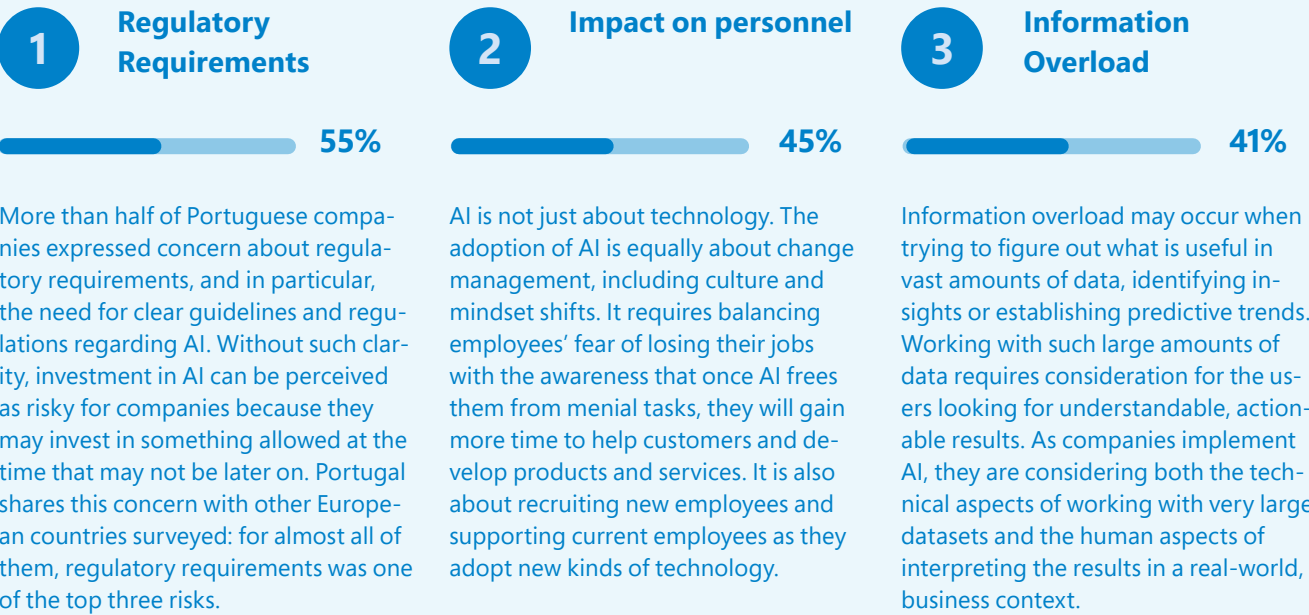 1
Regulatory
Requirements
55%
More than half of Portuguese compa-
nies expressed concern about regula-
tory requirements, and in particular,
the need for clear guidelines and regu-
lations regarding AI. Without such clar-
ity, investment in AI can be perceived
as risky for companies because they
may invest in something allowed at the
time that may not be later on. Portugal
shares this concern with other Europe-
an countries surveyed: for almost all of
them, regulatory requirements was one
of the top three risks.
2
Impact on personnel
45%
AI is not just about technology. The
adoption of AI is equally about change
management, including culture and
mindset shifts. It requires balancing
employees’ fear of losing their jobs
with the awareness that once AI frees
them from menial tasks, they will gain
more time to help customers and de-
velop products and services. It is also
about recruiting new employees and
supporting current employees as they
adopt new kinds of technology.
3
Information
Overload
41%
Information overload may occur when
trying to figure out what is useful in
vast amounts of data, identifying in-
sights or establishing predictive trends.
Working with such large amounts of
data requires consideration for the us-
ers looking for understandable, action-
able results. As companies implement
AI, they are considering both the tech-
nical aspects of working with very large
datasets and the human aspects of
interpreting the results in a real-world,
business context.